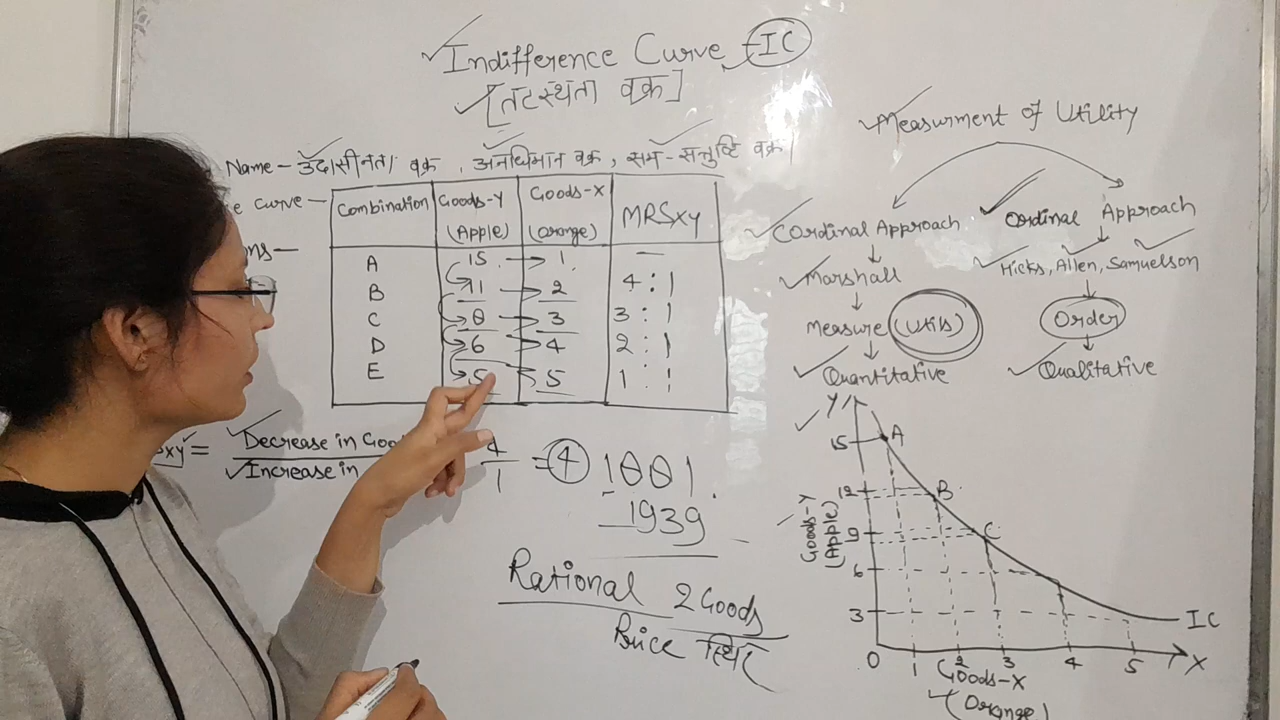 Indifference Curve - IC
[तटस्थता वक्र]
Name - उदासीनता वक्र, अनधिमान वक्र, सम-सन्तुष्टि वक्र
Curve -
Combination Goods-Y (Apple) Goods-X (orange) MRSxy
A 15 1 —
B 11 2 4:1
C 8 3 3:1
D 6 4 2:1
E 5 5 1:1
xy = Decrease in / Increase in
4/1 = 4
1881.
1939
Rational 2 Goods
Price स्थिर
Measurment of Utility
Cordinal Approach
Marshall
Measure (Utils)
Quantitative
Ordinal Approach
Hicks, Allen, Samuelson
Order
Qualitative
Y
15 A
12 B
9 C
6
3 IC
Goods-Y
(Apple)
0 1 2 3 4 5 X
Goods-X
(Orange)